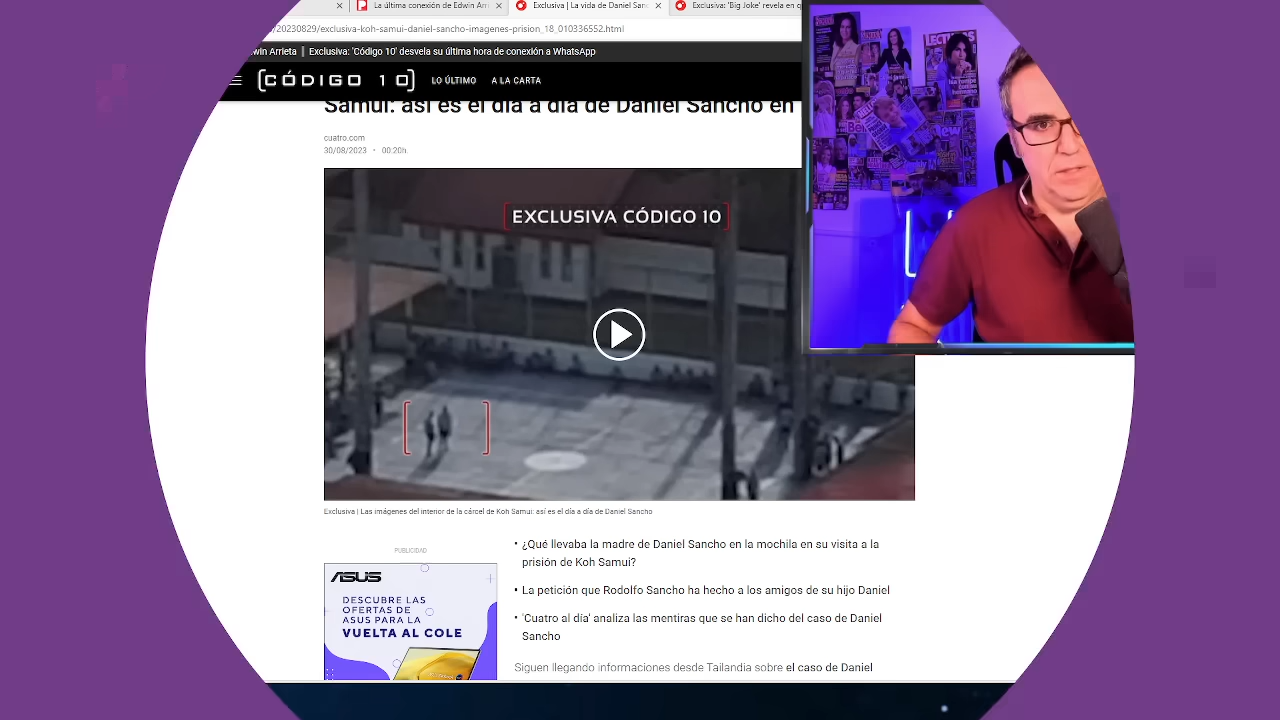 La última conexión de Edwin Arri
Exclusiva | La vida de Daniel Sanc
Exclusiva: 'Big Joke' revela en
/20230829/exclusiva-koh-samui-daniel-sancho-imagenes-prision_18_010336552.html
win Arrieta | Exclusiva: 'Código 10' desvela su última hora de conexión a WhatsApp
[CÓDIGO 10] LO ÚLTIMO A LA CARTA
Samui: así es el día a día de Daniel Sancho en
cuatro.com
30/08/2023 • 00:20h.
EXCLUSIVA CÓDIGO 10
Exclusiva | Las imágenes del interior de la cárcel de Koh Samui: así es el día a día de Daniel Sancho
• ¿Qué llevaba la madre de Daniel Sancho en la mochila en su visita a la
prisión de Koh Samui?
• La petición que Rodolfo Sancho ha hecho a los amigos de su hijo Daniel
• 'Cuatro al día' analiza las mentiras que se han dicho del caso de Daniel
Sancho
Siguen llegando informaciones desde Tailandia sobre el caso de Daniel
PUBLICIDAD
ASUS
DESCUBRE LAS
OFERTAS DE
ASUS PARA LA
VUELTA AL COLE
LECTURAS